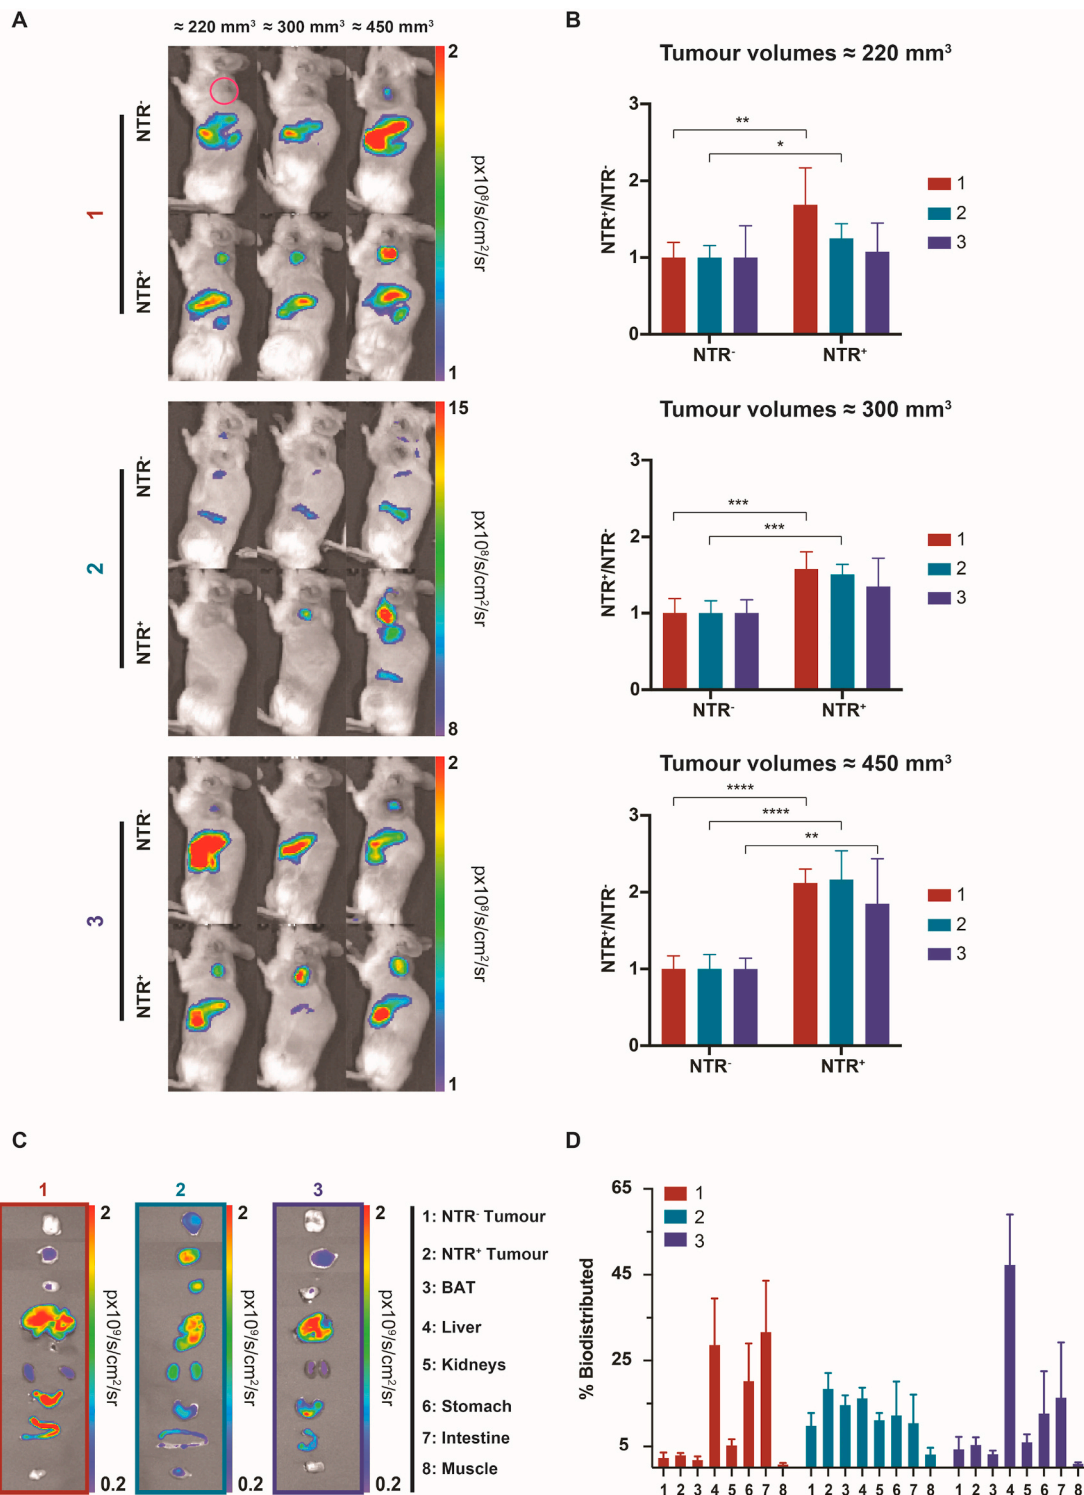 A
≈ 220 mm³ ≈ 300 mm³ ≈ 450 mm³
1
NTR⁻
NTR⁺
2
px10⁸/s/cm²/sr
1
2
NTR⁻
NTR⁺
15
px10⁸/s/cm²/sr
8
3
NTR⁻
NTR⁺
2
px10⁸/s/cm²/sr
1
B
Tumour volumes ≈ 220 mm³
NTR⁺/NTR⁻
3
2
1
0
**
*
NTR⁻ NTR⁺
1
2
3
Tumour volumes ≈ 300 mm³
NTR⁺/NTR⁻
3
2
1
0
***
***
NTR⁻ NTR⁺
1
2
3
Tumour volumes ≈ 450 mm³
NTR⁺/NTR⁻
3
2
1
0
****
****
**
NTR⁻ NTR⁺
1
2
3
C
1
2
px10⁹/s/cm²/sr
0.2
2
2
px10⁹/s/cm²/sr
0.2
3
2
px10⁹/s/cm²/sr
0.2
1: NTR⁻ Tumour
2: NTR⁺ Tumour
3: BAT
4: Liver
5: Kidneys
6: Stomach
7: Intestine
8: Muscle
D
% Biodistributed
65
45
25
5
1
2
3
1 2 3 4 5 6 7 8 1 2 3 4 5 6 7 8 1 2 3 4 5 6 7 8